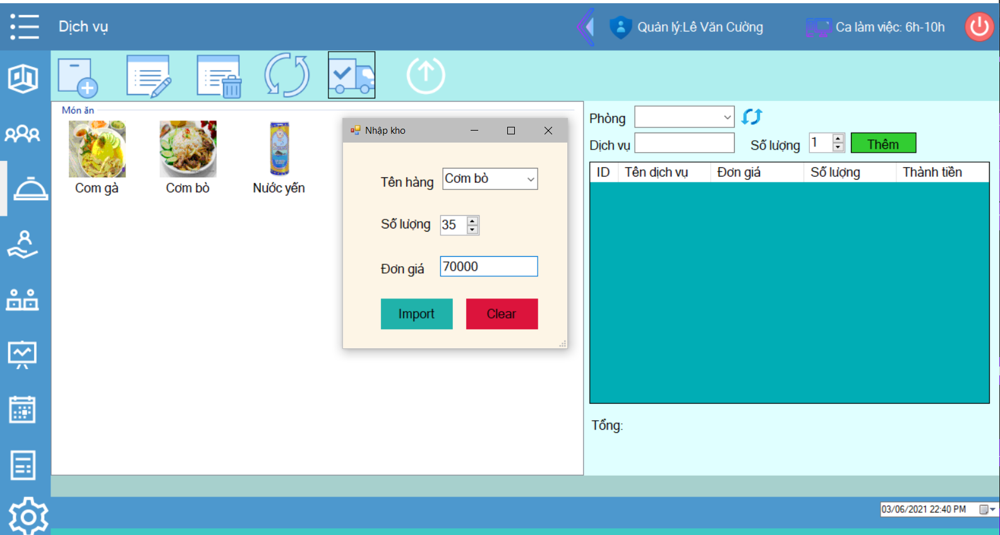 Dịch vụ
Quản lý:Lê Văn Cường
Ca làm việc: 6h-10h
Món ăn
Com gà
Cơm bò
Nước yến
Nhập kho
Tên hàng
Cơm bò
Số lượng
35
Đơn giá
70000
Import
Clear
Phòng
Dịch vụ
Số lượng
1
Thêm
ID
Tên dịch vụ
Đơn giá
Số lượng
Thành tiền
Tổng:
03/06/2021 22:40 PM